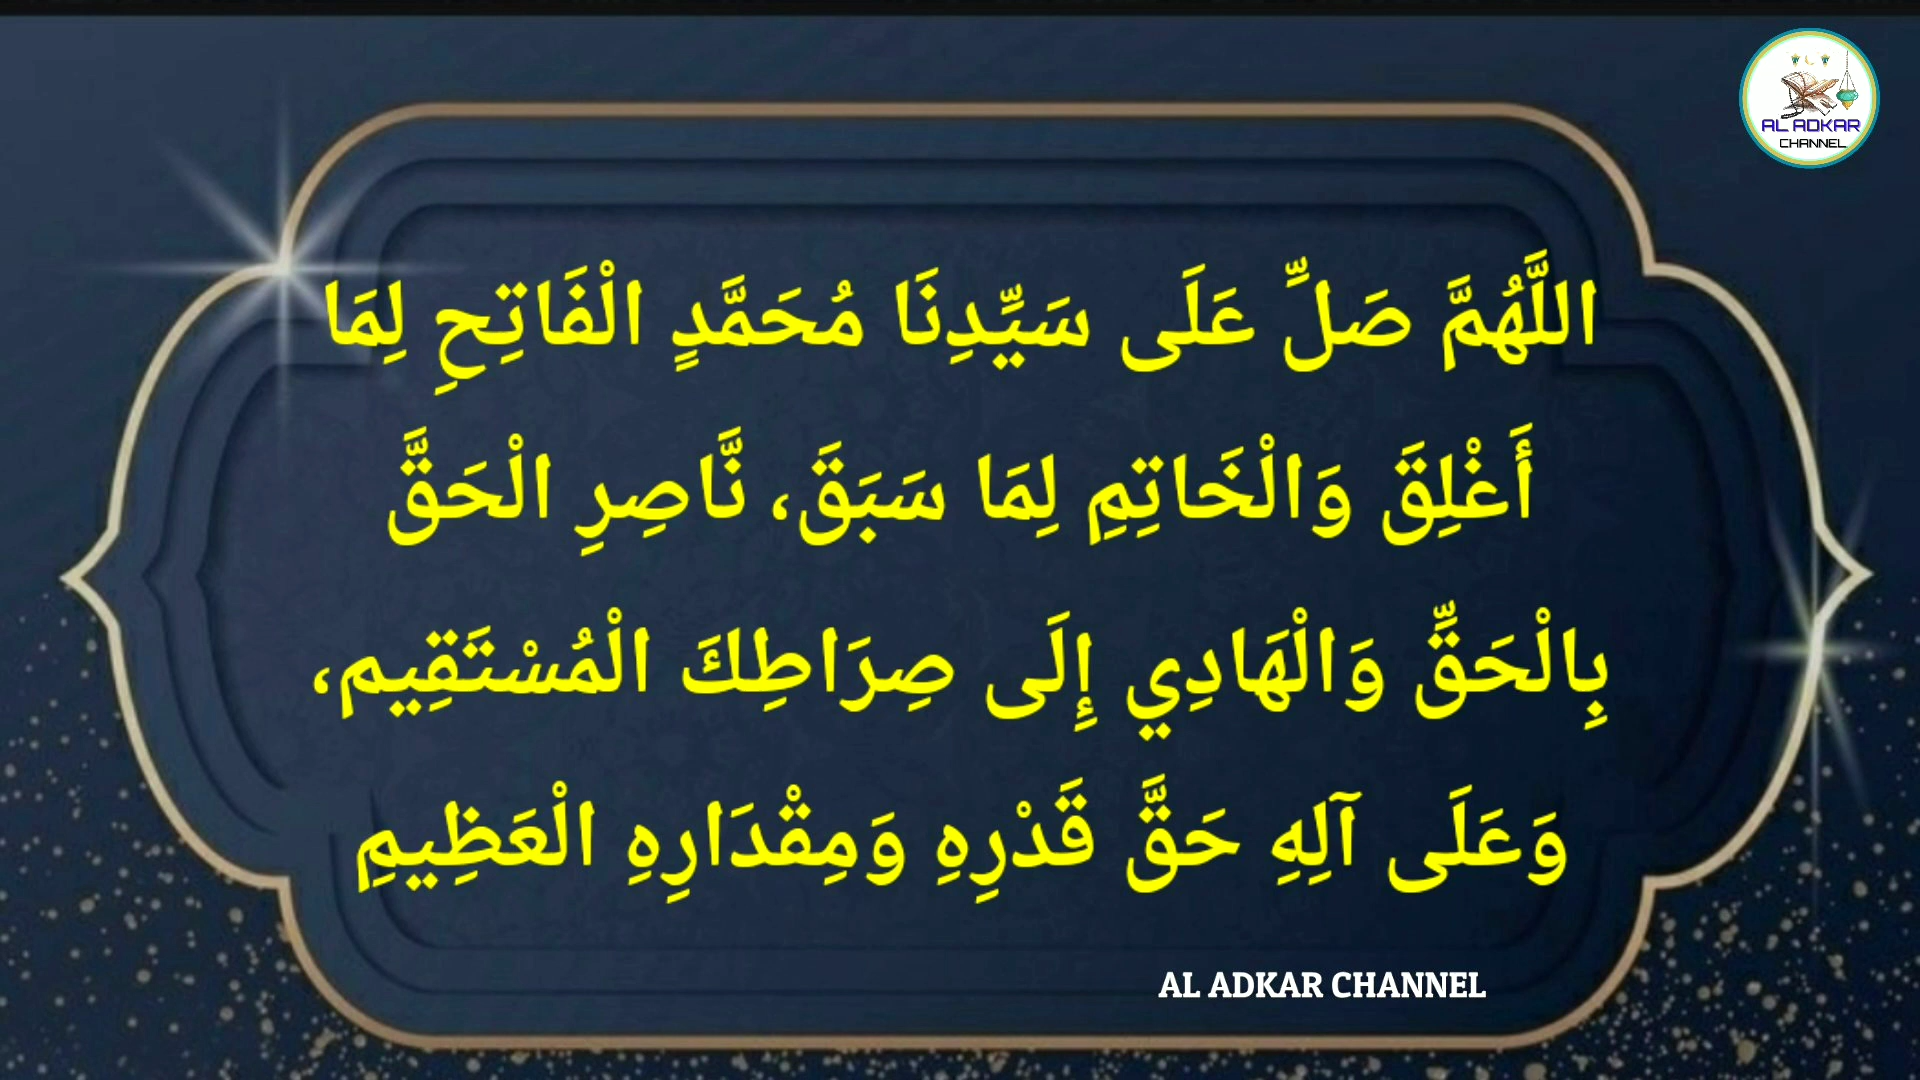 AL ADKAR
CHANNEL
اللَّهُمَّ صَلِّ عَلَى سَيِّدِنَا مُحَمَّدٍ الْفَاتِحِ لِمَا
أَغْلِقَ وَالْخَاتِمِ لِمَا سَبَقَ، نَّاصِرِ الْحَقَّ
بِالْحَقِّ وَالْهَادِي إِلَى صِرَاطِكَ الْمُسْتَقِيم،
وَعَلَى آلِهِ حَقَّ قَدْرِهِ وَمِقْدَارِهِ الْعَظِيمِ
AL ADKAR CHANNEL